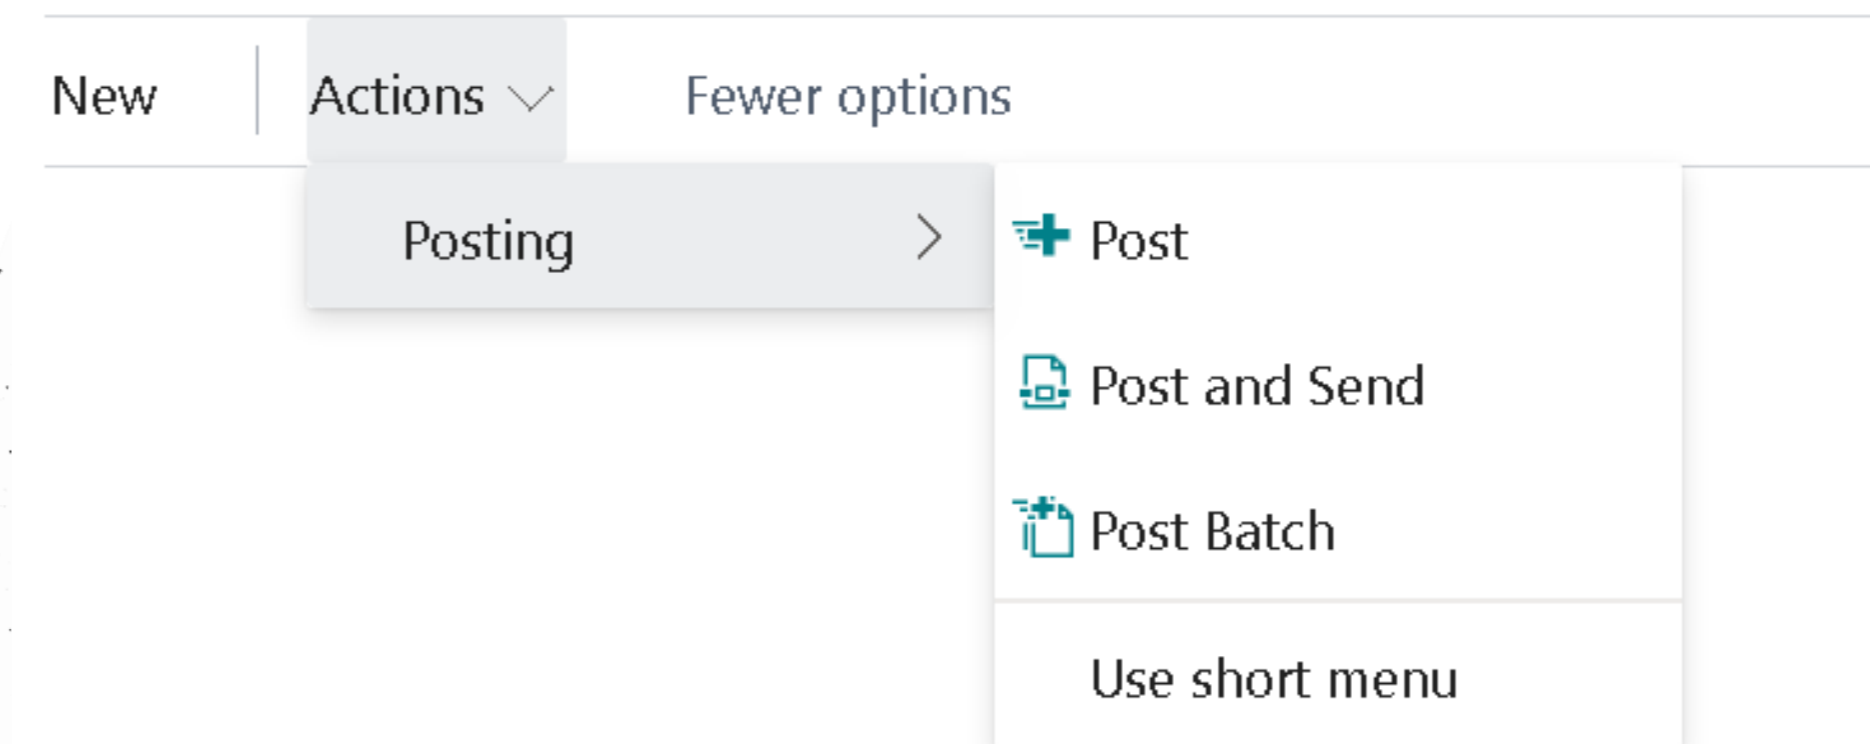 New Actions Fewer options
Posting Post
Post and Send
Post Batch
Use short menu